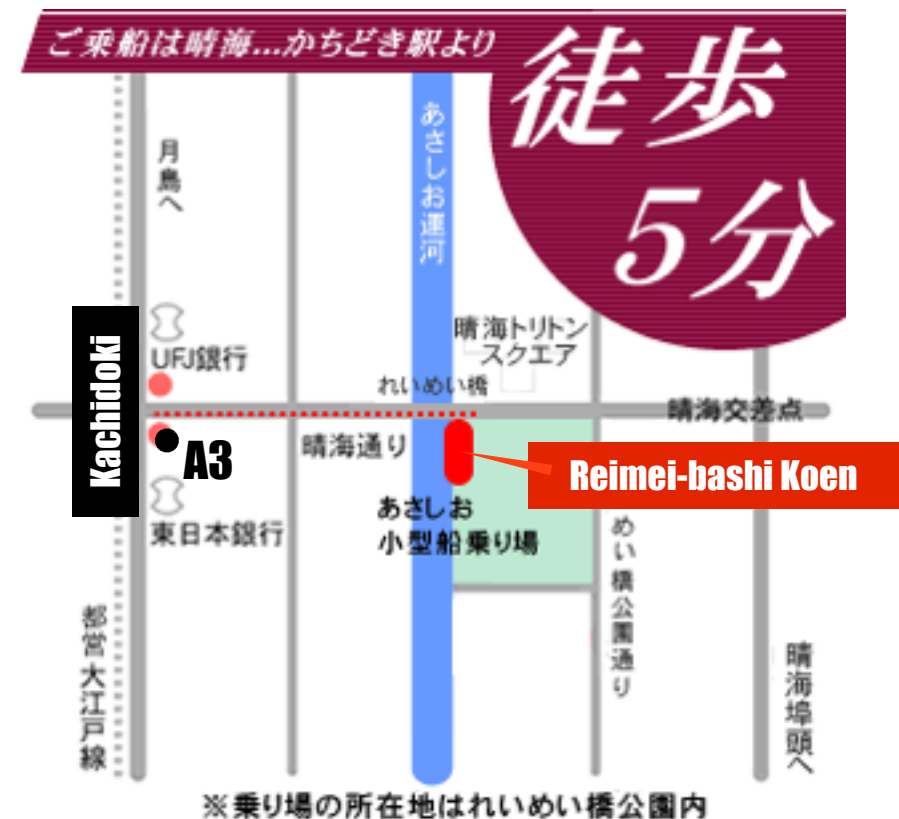 ご乗船は晴海...かちどき駅より
徒歩
5分
月島へ
あさしお運河
UFJ銀行
晴海トリトン
スクエア
れいめい橋
Kachidoki
晴海交差点
A3
晴海通り
Reimei-bashi Koen
東日本銀行
あさしお
小型船乗り場
めい橋公園通り
都営大江戸線
晴海埠頭へ
※乗り場の所在地はれいめい橋公園内